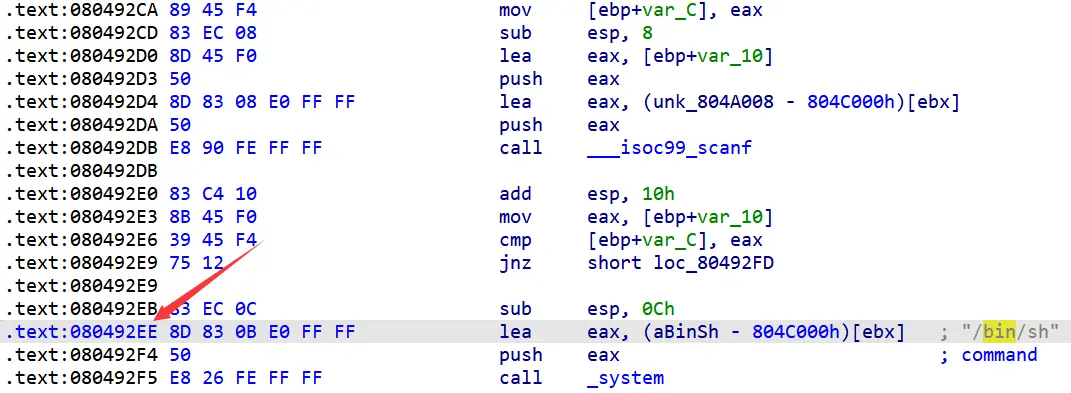 .text:080492CA 89 45 F4 mov [ebp+var_C], eax
.text:080492CD 83 EC 08 sub esp, 8
.text:080492D0 8D 45 F0 lea eax, [ebp+var_10]
.text:080492D3 50 push eax
.text:080492D4 8D 83 08 E0 FF FF lea eax, (unk_804A008 - 804C000h)[ebx]
.text:080492DA 50 push eax
.text:080492DB E8 90 FE FF FF call ___isoc99_scanf
.text:080492DB
.text:080492E0 83 C4 10 add esp, 10h
.text:080492E3 8B 45 F0 mov eax, [ebp+var_10]
.text:080492E6 39 45 F4 cmp [ebp+var_C], eax
.text:080492E9 75 12 jnz short loc_80492FD
.text:080492E9
.text:080492EB 83 EC 0C sub esp, 0Ch
.text:080492EE 8D 83 0B E0 FF FF lea eax, (aBinSh - 804C000h)[ebx] ; "/bin/sh"
.text:080492F4 50 push eax ; command
.text:080492F5 E8 26 FE FF FF call _system